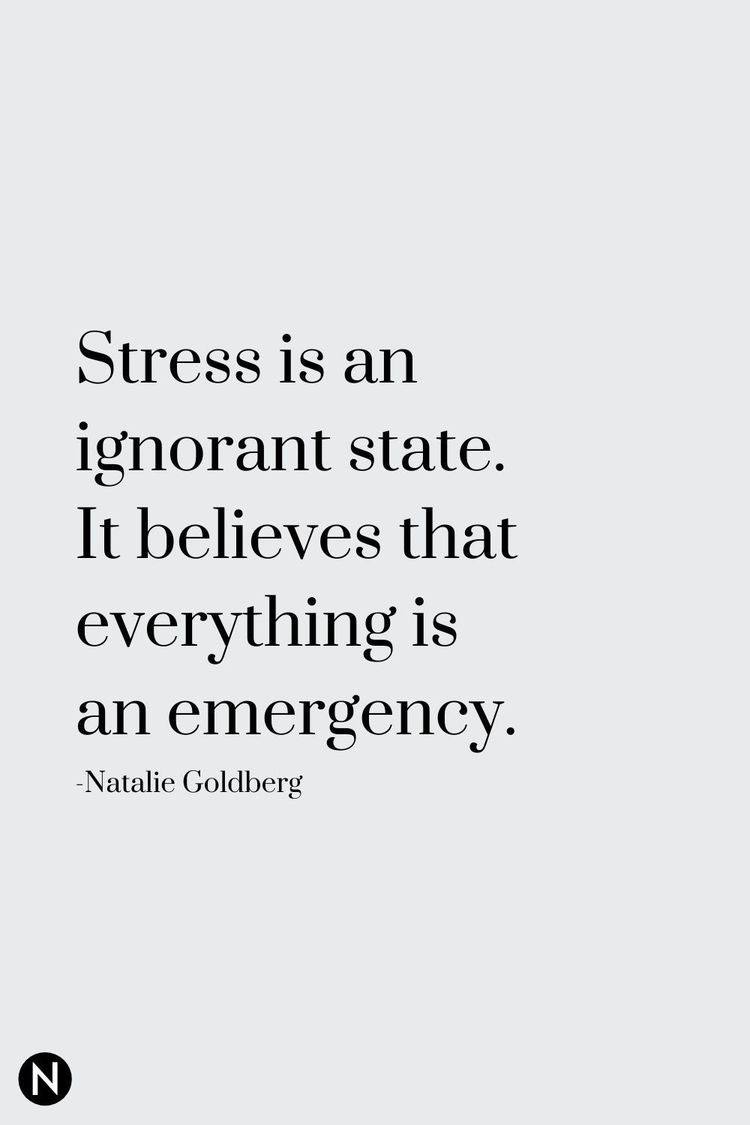 Stress is an
ignorant state.
It believes that
everything is
an emergency.
-Natalie Goldberg
N